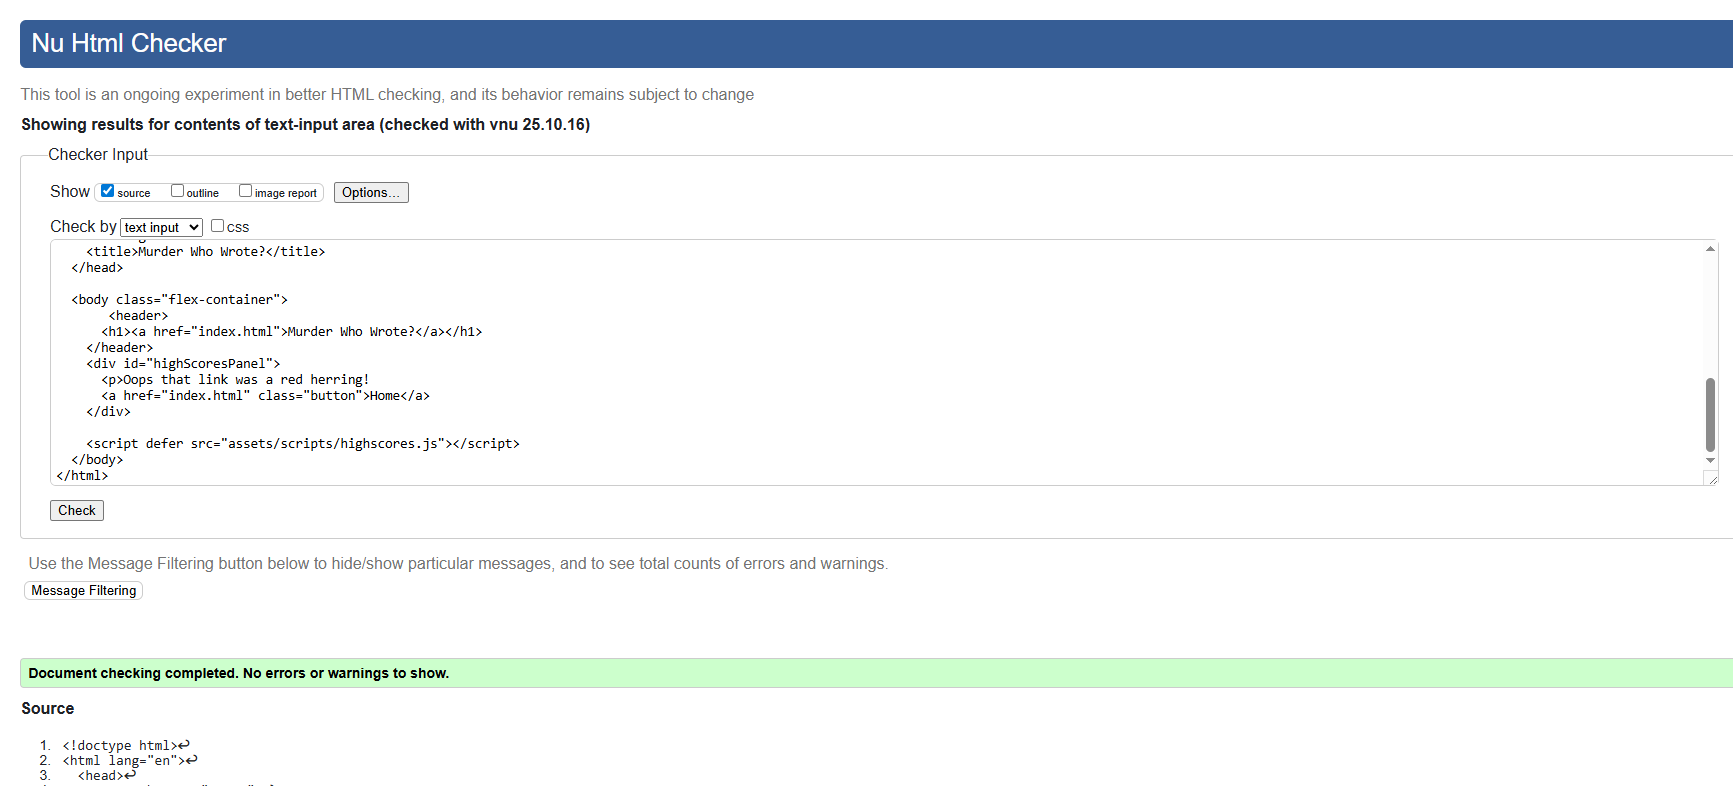 Nu Html Checker
This tool is an ongoing experiment in better HTML checking, and its behavior remains subject to change
Showing results for contents of text-input area (checked with vnu 25.10.16)
Checker Input
Show source outline image report Options...
Check by text input css
<title>Murder Who Wrote?</title>
</head>
<body class="flex-container">
<header>
<h1><a href="index.html">Murder Who Wrote?</a></h1>
</header>
<div id="highScoresPanel">
<p>Oops that link was a red herring!
<a href="index.html" class="button">Home</a>
</div>
<script defer src="assets/scripts/highscores.js"></script>
</body>
</html>
Check
Use the Message Filtering button below to hide/show particular messages, and to see total counts of errors and warnings.
Message Filtering
Document checking completed. No errors or warnings to show.
Source
1. <!doctype html>↩
2. <html lang="en">↩
3. <head>↩